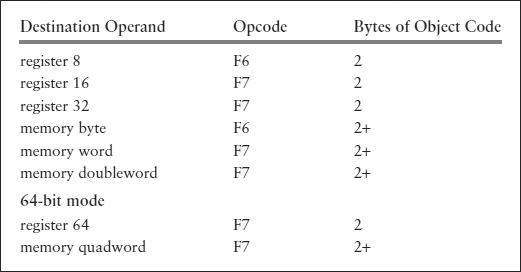 Destination Operand Opcode Bytes of Object Code
register 8 F6 2
register 16 F7 2
register 32 F7 2
memory byte F6 2+
memory word F7 2+
memory doubleword F7 2+
64-bit mode
register 64 F7 2
memory quadword F7 2+